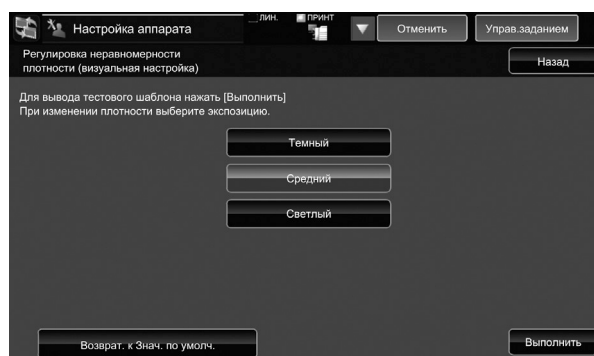 Настройка аппарата
ЛИН.
ПРИНТ
Отменить
Управ.заданием
Регулировка неравномерности
плотности (визуальная настройка)
Назад
Для вывода тестового шаблона нажать [Выполнить]
При изменении плотности выберите экспозицию.
Темный
Средний
Светлый
Возврат. к Знач. по умолч.
Выполнить